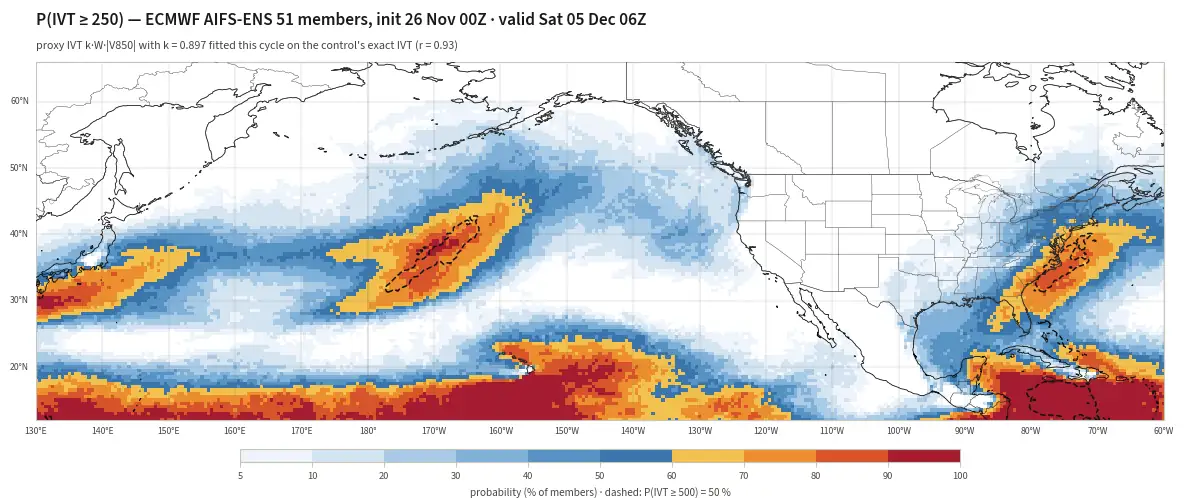 P(IVT ≥ 250) — ECMWF AIFS-ENS 51 members, init 26 Nov 00Z · valid Sat 05 Dec 06Z
proxy IVT k·W·|V850| with k = 0.897 fitted this cycle on the control's exact IVT (r = 0.93)
60°N
50°N
40°N
30°N
20°N
130°E 140°E 150°E 160°E 170°E 180° 170°W 160°W 150°W 140°W 130°W 120°W 110°W 100°W 90°W 80°W 70°W 60°W
5 10 20 30 40 50 60 70 80 90 100
probability (% of members) · dashed: P(IVT ≥ 500) = 50 %